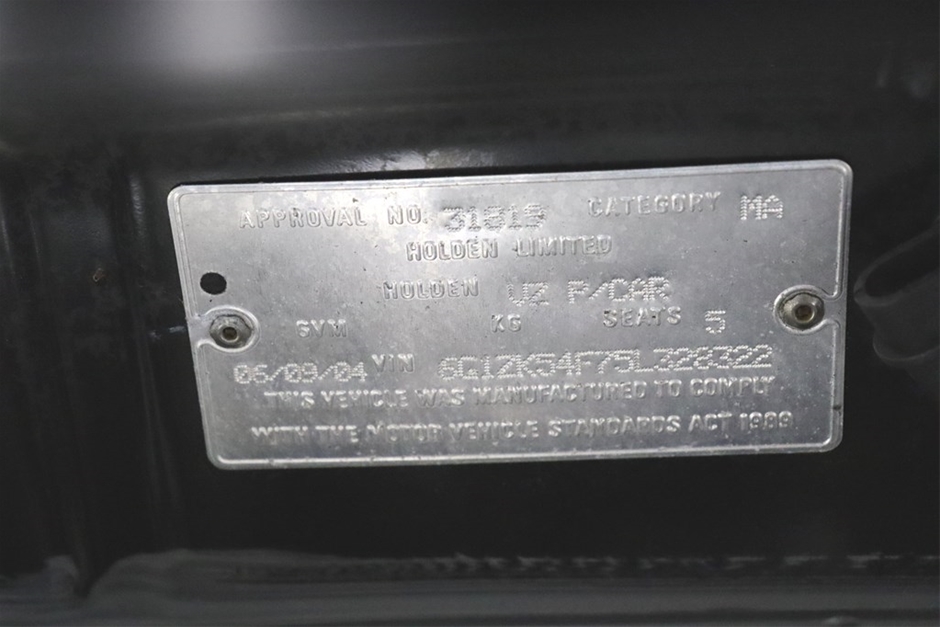 APPROVAL NO. 31819 CATEGORY MA
HOLDEN LIMITED
HOLDEN VZ P/CAR
GVM KG SEATS 5
06/09/04 VIN 6G1ZK54F75L328322
THIS VEHICLE WAS MANUFACTURED TO COMPLY
WITH THE MOTOR VEHICLE STANDARDS ACT 1989